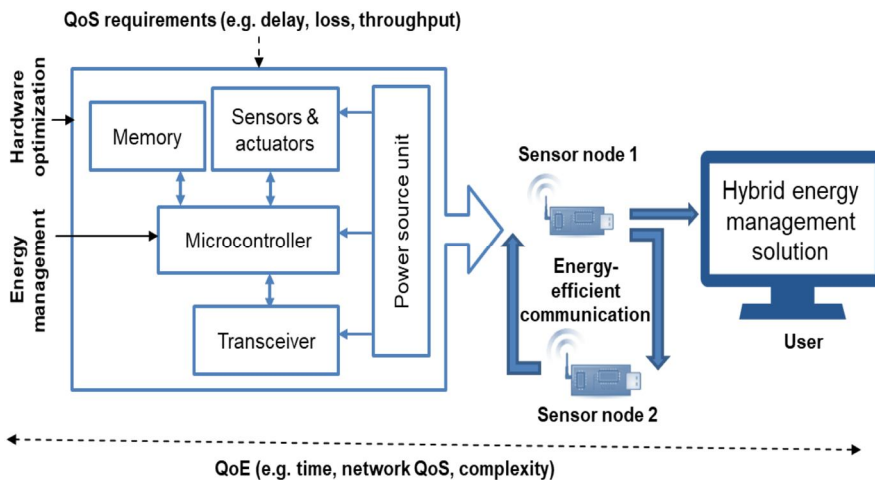 QoS requirements (e.g. delay, loss, throughput)
Hardware
optimization
Energy
management
Memory
Sensors &
actuators
Microcontroller
Transceiver
Power source unit
Sensor node 1
Energy-
efficient
communication
Sensor node 2
Hybrid energy
management
solution
User
QoE (e.g. time, network QoS, complexity)